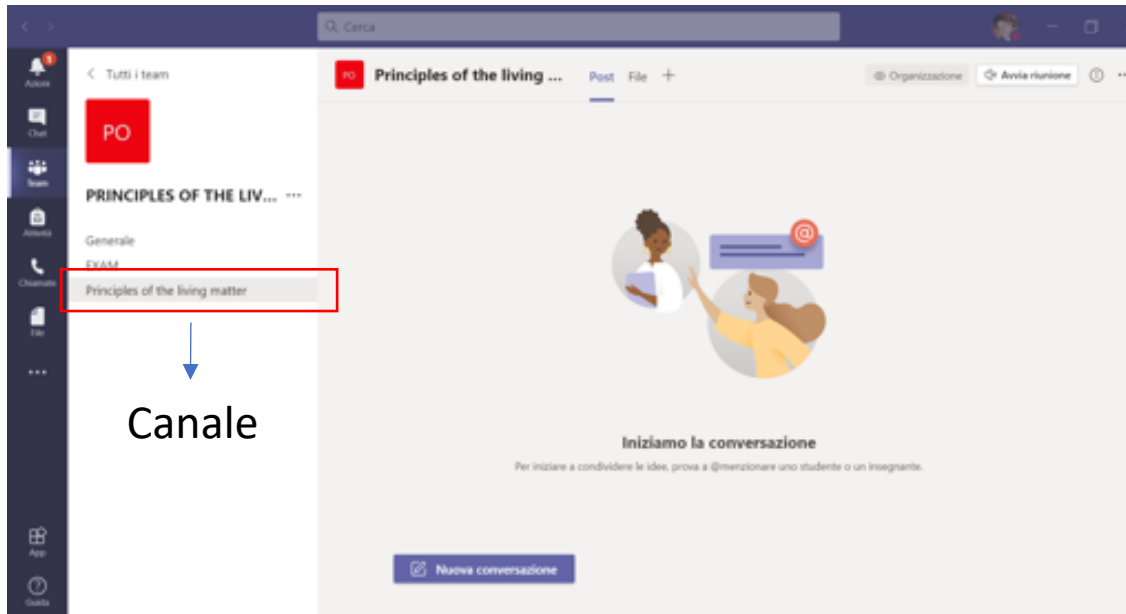 Cerca
Azioni
Chat
Team
Attività
Chiamate
File
App
Guida
< Tutti i team
PO
PRINCIPLES OF THE LIV... ···
Generale
EXAM
Principles of the living matter
Canale
PO Principles of the living ... Post File +
Organizzazione
Avvia riunione
Iniziamo la conversazione
Per iniziare a condividere le idee, prova a @menzionare uno studente o un insegnante.
Nuova conversazione